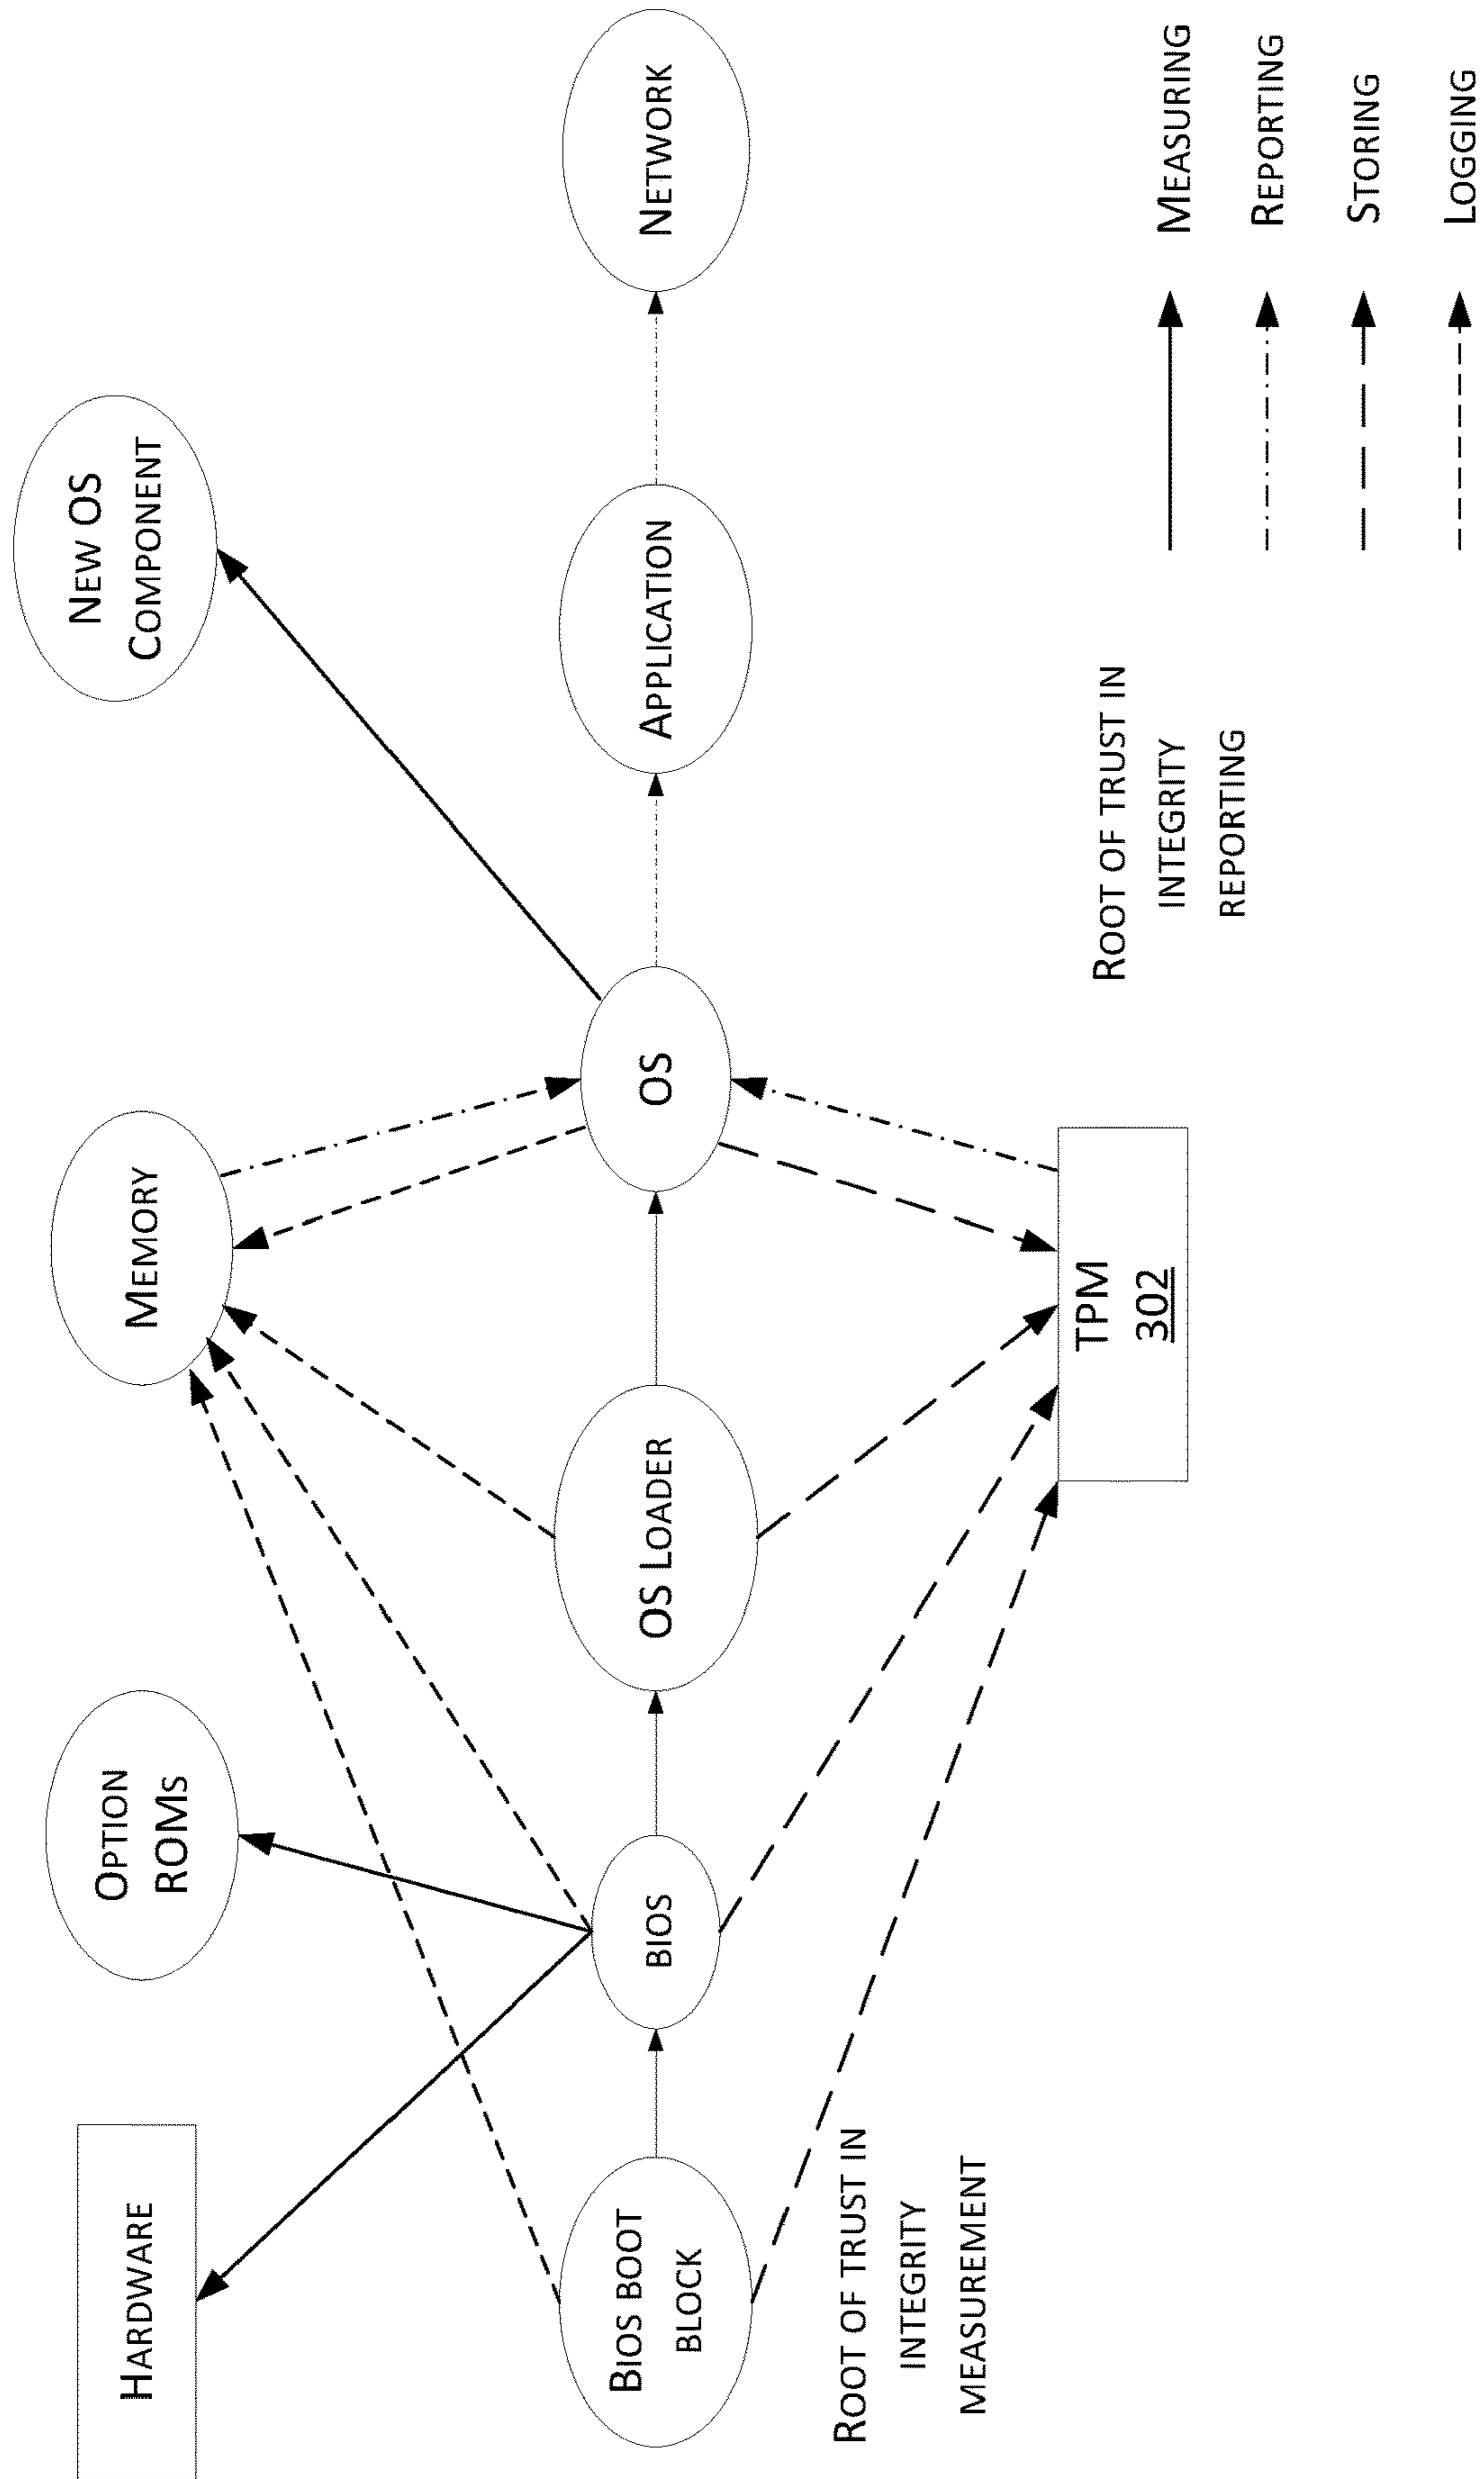 HARDWARE
OPTION
ROMS
MEMORY
NEW OS
COMPONENT
BIOS BOOT
BLOCK
BIOS
OS LOADER
OS
APPLICATION
NETWORK
ROOT OF TRUST IN
INTEGRITY
MEASUREMENT
TPM
302
ROOT OF TRUST IN
INTEGRITY
REPORTING
MEASURING
REPORTING
STORING
LOGGING